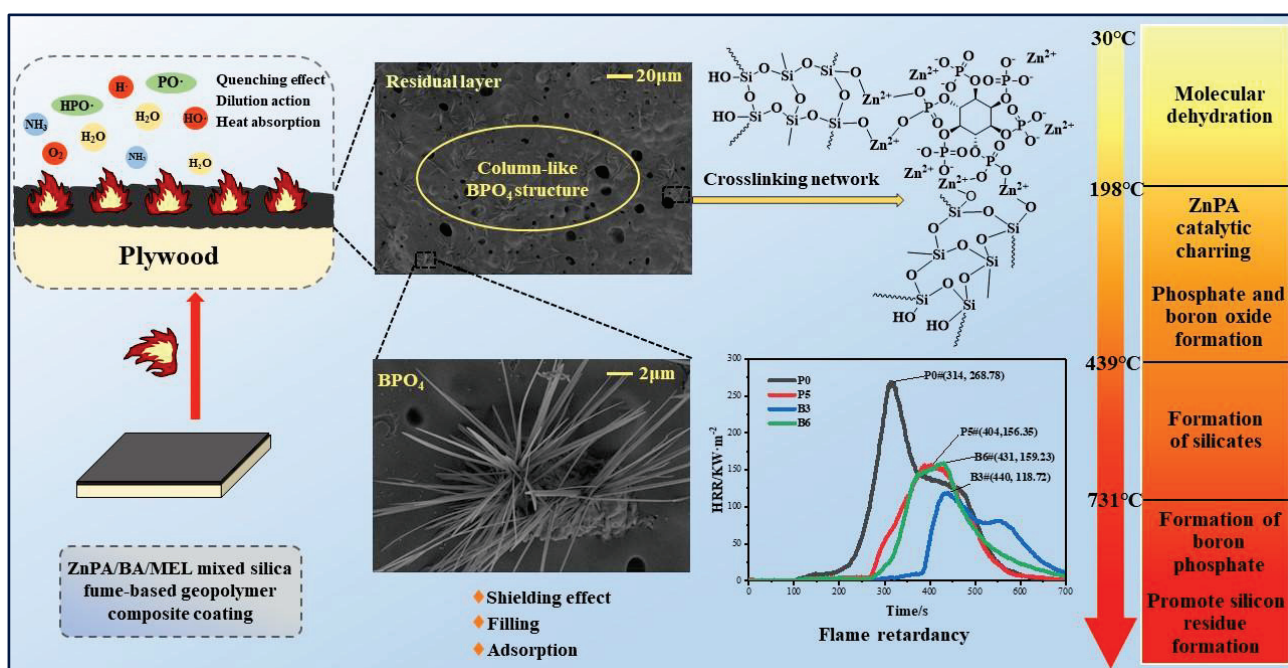 H· PO·
Quenching effect
HPO·
Dilution action
NH₃ H₂O HO·
Heat absorption
H₂O
O₂ NH₃ H₂O
Plywood
ZnPA/BA/MEL mixed silica
fume-based geopolymer
composite coating
Residual layer
20μm
Column-like
BPO₄ structure
BPO₄
2μm
◆Shielding effect
◆Filling
◆Adsorption
Crosslinking network
HO Si O Si O Si O Zn²⁺
HO Si O Si O Si O Zn²⁺
Zn²⁺ O⁻ P O O⁻ Zn²⁺
Zn²⁺ Zn²⁺ Zn²⁺
Si O Si O Si
Si O Si
Si O Si
HO HO
300
250
200
150
100
50
0
HRR/KW·m⁻²
P0
P5
B3
B6
P0#(314, 268.78)
P5#(404,156.35)
B6#(431, 159.23)
B3#(440, 118.72)
0 100 200 300 400 500 600 700
Time/s
Flame retardancy
30℃
Molecular
dehydration
198℃
ZnPA
catalytic
charring
Phosphate and
boron oxide
formation
439℃
Formation
of silicates
731℃
Formation of
boron
phosphate
Promote silicon
residue
formation